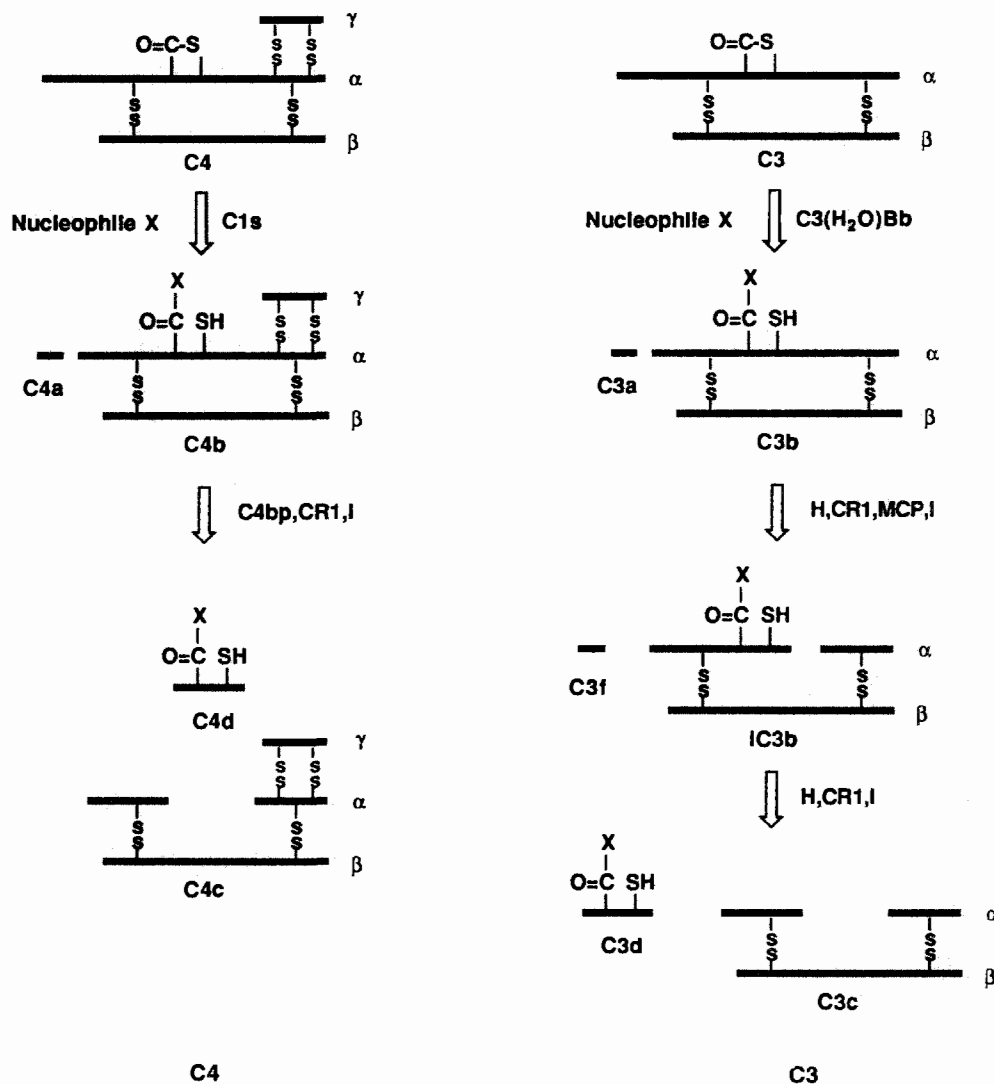 γ
O=C-S
S S
S S
α
S S
S S
β
C4
Nucleophile X
C1s
X
γ
O=C SH
S S
S S
α
C4a
S S
S S
β
C4b
C4bp,CR1,I
X
O=C SH
C4d
γ
S S
S S
α
S S
S S
β
C4c
C4
O=C-S
α
S S
S S
β
C3
Nucleophile X
C3(H₂O)Bb
X
O=C SH
α
C3a
S S
S S
β
C3b
H,CR1,MCP,I
X
O=C SH
α
C3f
S S
S S
β
IC3b
H,CR1,I
X
O=C SH
C3d
α
S S
S S
β
C3c
C3